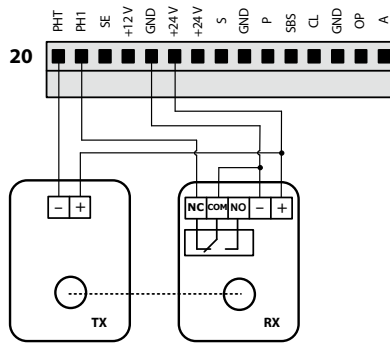 PHT PH1 SE +12 V GND +24 V +24 V S GND P SBS CL GND OP A
20
− +
NC COM NO − +
TX
RX